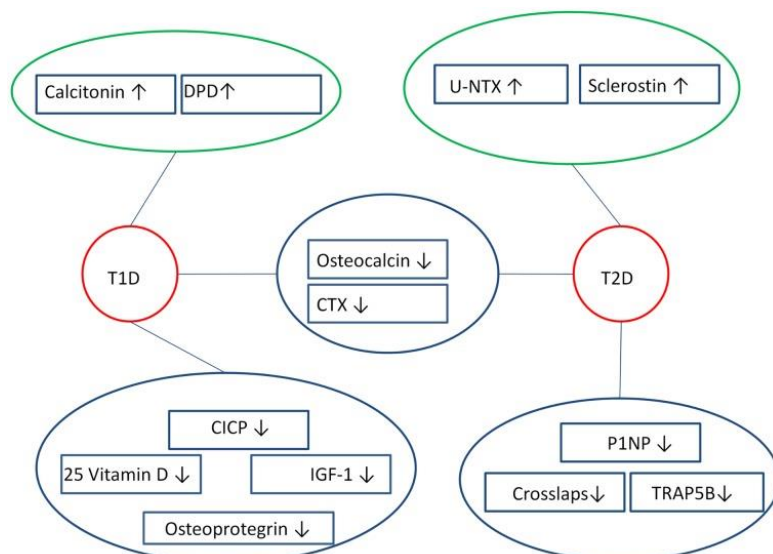 Calcitonin ↑
DPD↑
U-NTX ↑
Sclerostin ↑
T1D
Osteocalcin ↓
CTX ↓
T2D
CICP ↓
25 Vitamin D ↓
IGF-1 ↓
Osteoprotegrin ↓
P1NP ↓
Crosslaps↓
TRAP5B↓